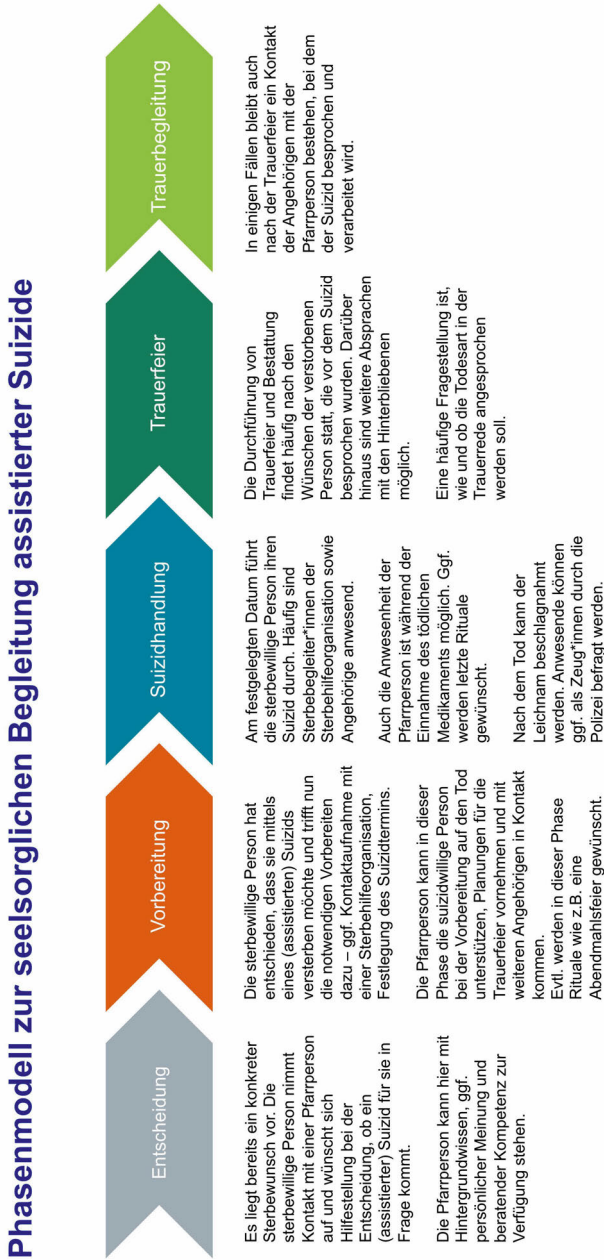 Phasenmodell zur seelsorglichen Begleitung assistierter Suizide
Entscheidung
Vorbereitung
Suizidhandlung
Trauerfeier
Trauerbegleitung
Es liegt bereits ein konkreter
Sterbewunsch vor. Die
sterbewillige Person nimmt
Kontakt mit einer Pfarrperson
auf und wünscht sich
Hilfestellung bei der
Entscheidung, ob ein
(assistierter) Suizid für sie in
Frage kommt.
Die Pfarrperson kann hier mit
Hintergrundwissen, ggf.
persönlicher Meinung und
beratender Kompetenz zur
Verfügung stehen.
Die sterbewillige Person hat
entschieden, dass sie mittels
eines (assistierten) Suizids
versterben möchte und trifft nun
die notwendigen Vorbereiten
dazu – ggf. Kontaktaufnahme mit
einer Sterbehilfeorganisation,
Festlegung des Suizidtermins.
Die Pfarrperson kann in dieser
Phase die suizidwillige Person
bei der Vorbereitung auf den Tod
unterstützen, Planungen für die
Trauerfeier vornehmen und mit
weiteren Angehörigen in Kontakt
kommen.
Evtl. werden in dieser Phase
Rituale wie z.B. eine
Abendmahlsfeier gewünscht.
Am festgelegten Datum führt
die sterbewillige Person ihren
Suizid durch. Häufig sind
Sterbebegleiter*innen der
Sterbehilfeorganisation sowie
Angehörige anwesend.
Auch die Anwesenheit der
Pfarrperson ist während der
Einnahme des tödlichen
Medikaments möglich. Ggf.
werden letzte Rituale
gewünscht.
Nach dem Tod kann der
Leichnam beschlagnahmt
werden. Anwesende können
ggf. als Zeug*innen durch die
Polizei befragt werden.
Die Durchführung von
Trauerfeier und Bestattung
findet häufig nach den
Wünschen der verstorbenen
Person statt, die vor dem Suizid
besprochen wurden. Darüber
hinaus sind weitere Absprachen
mit den Hinterbliebenen
möglich.
Eine häufige Fragestellung ist,
wie und ob die Todesart in der
Trauerrede angesprochen
werden soll.
In einigen Fällen bleibt auch
nach der Trauerfeier ein Kontakt
der Angehörigen mit der
Pfarrperson bestehen, bei dem
der Suizid besprochen und
verarbeitet wird.